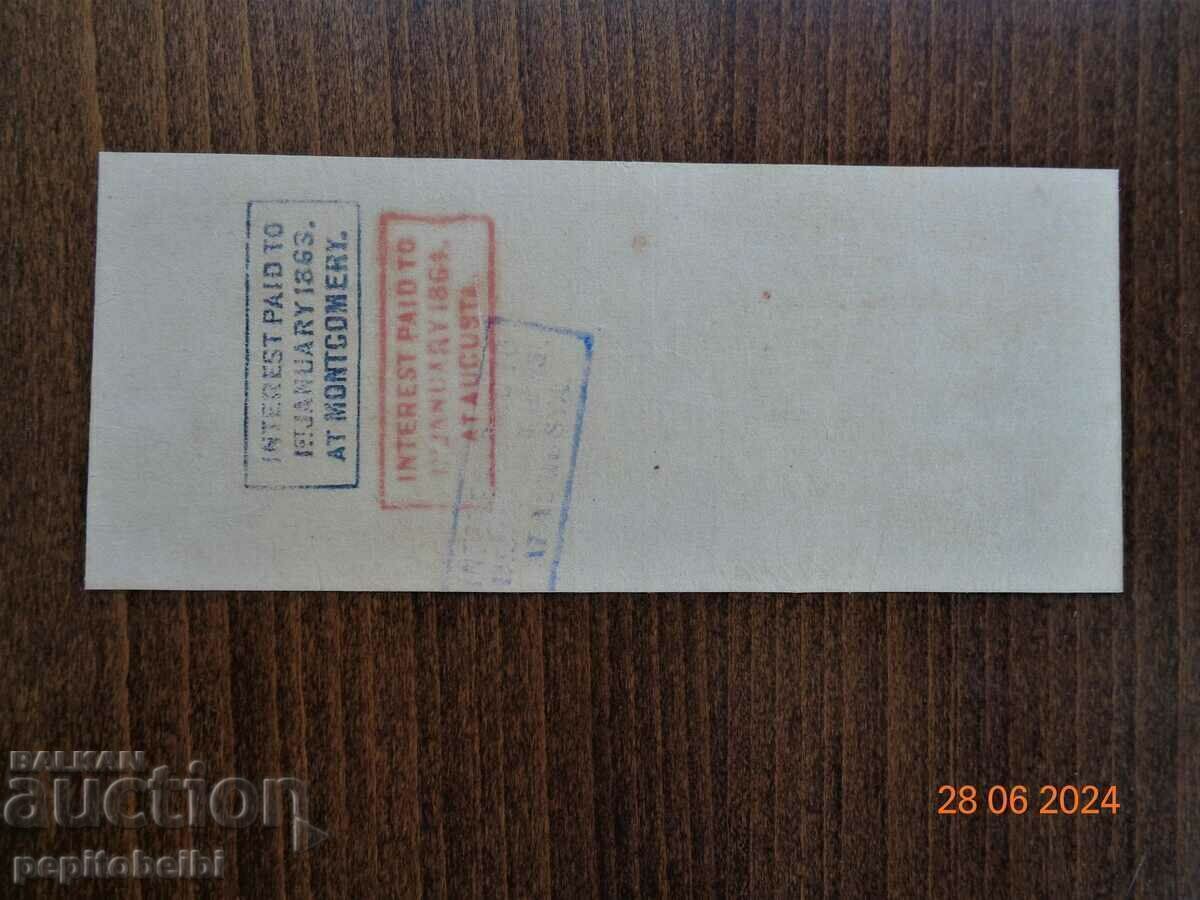 INTEREST PAID TO
1ST JANUARY 1863.
AT MONTGOMERY.
INTEREST PAID TO
1ST JANUARY 1864.
AT AUGUSTA.
28 06 2024
BALKAN
auction
pepitobelbi